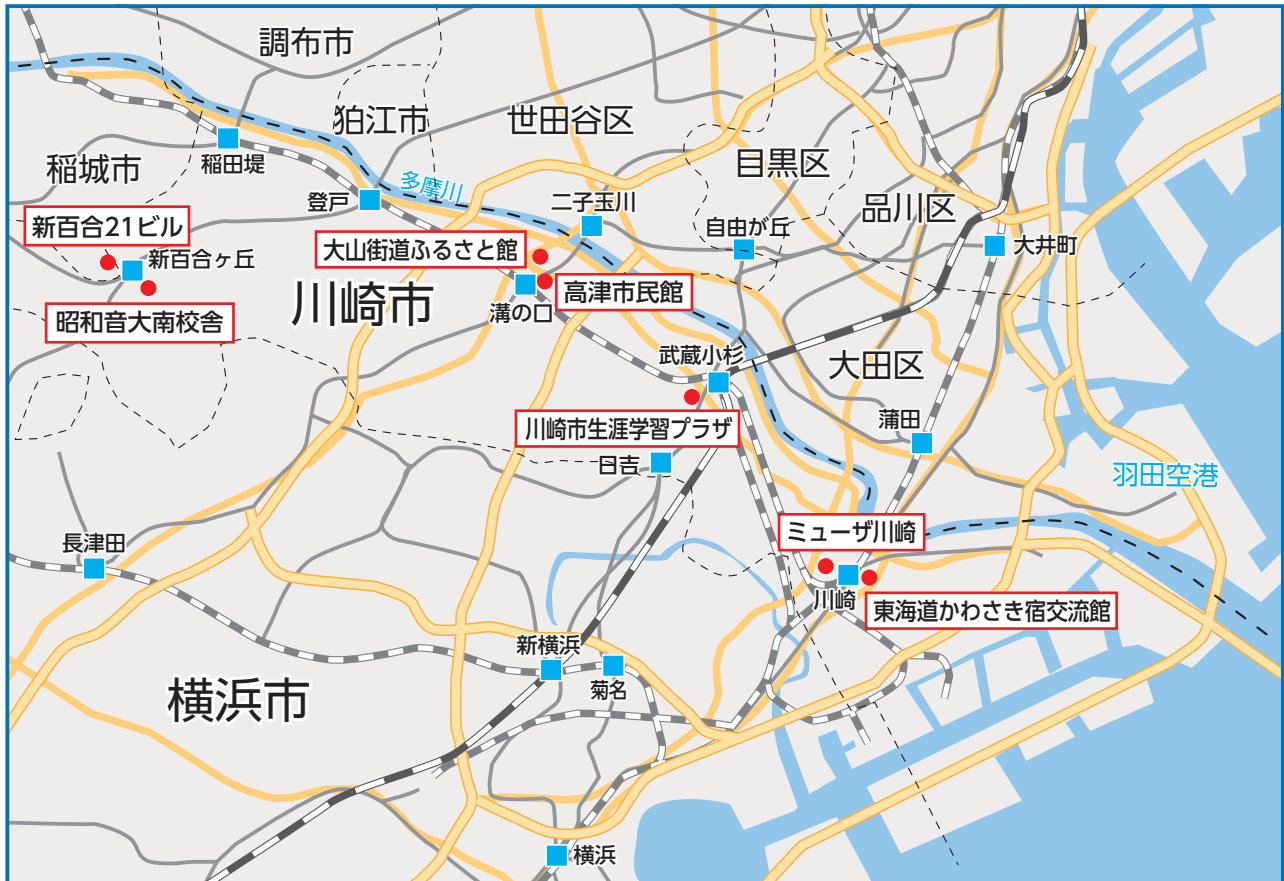 調布市
狛江市
世田谷区
目黒区
稲城市
稲田堤
多摩川
登戸
二子玉川
自由が丘
品川区
大井町
新百合21ビル
新百合ヶ丘
昭和音大南校舎
大山街道ふるさと館
高津市民館
溝の口
川崎市
武蔵小杉
大田区
川崎市生涯学習プラザ
日吉
蒲田
羽田空港
ミューザ川崎
川崎
東海道かわさき宿交流館
長津田
新横浜
菊名
横浜市
横浜